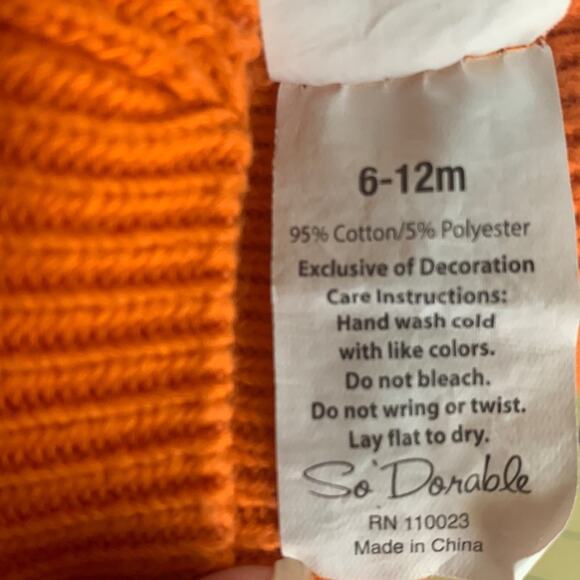 6-12m
95% Cotton/5% Polyester
Exclusive of Decoration
Care Instructions:
Hand wash cold
with like colors.
Do not bleach.
Do not wring or twist.
Lay flat to dry.
So'Dorable
RN 110023
Made in China